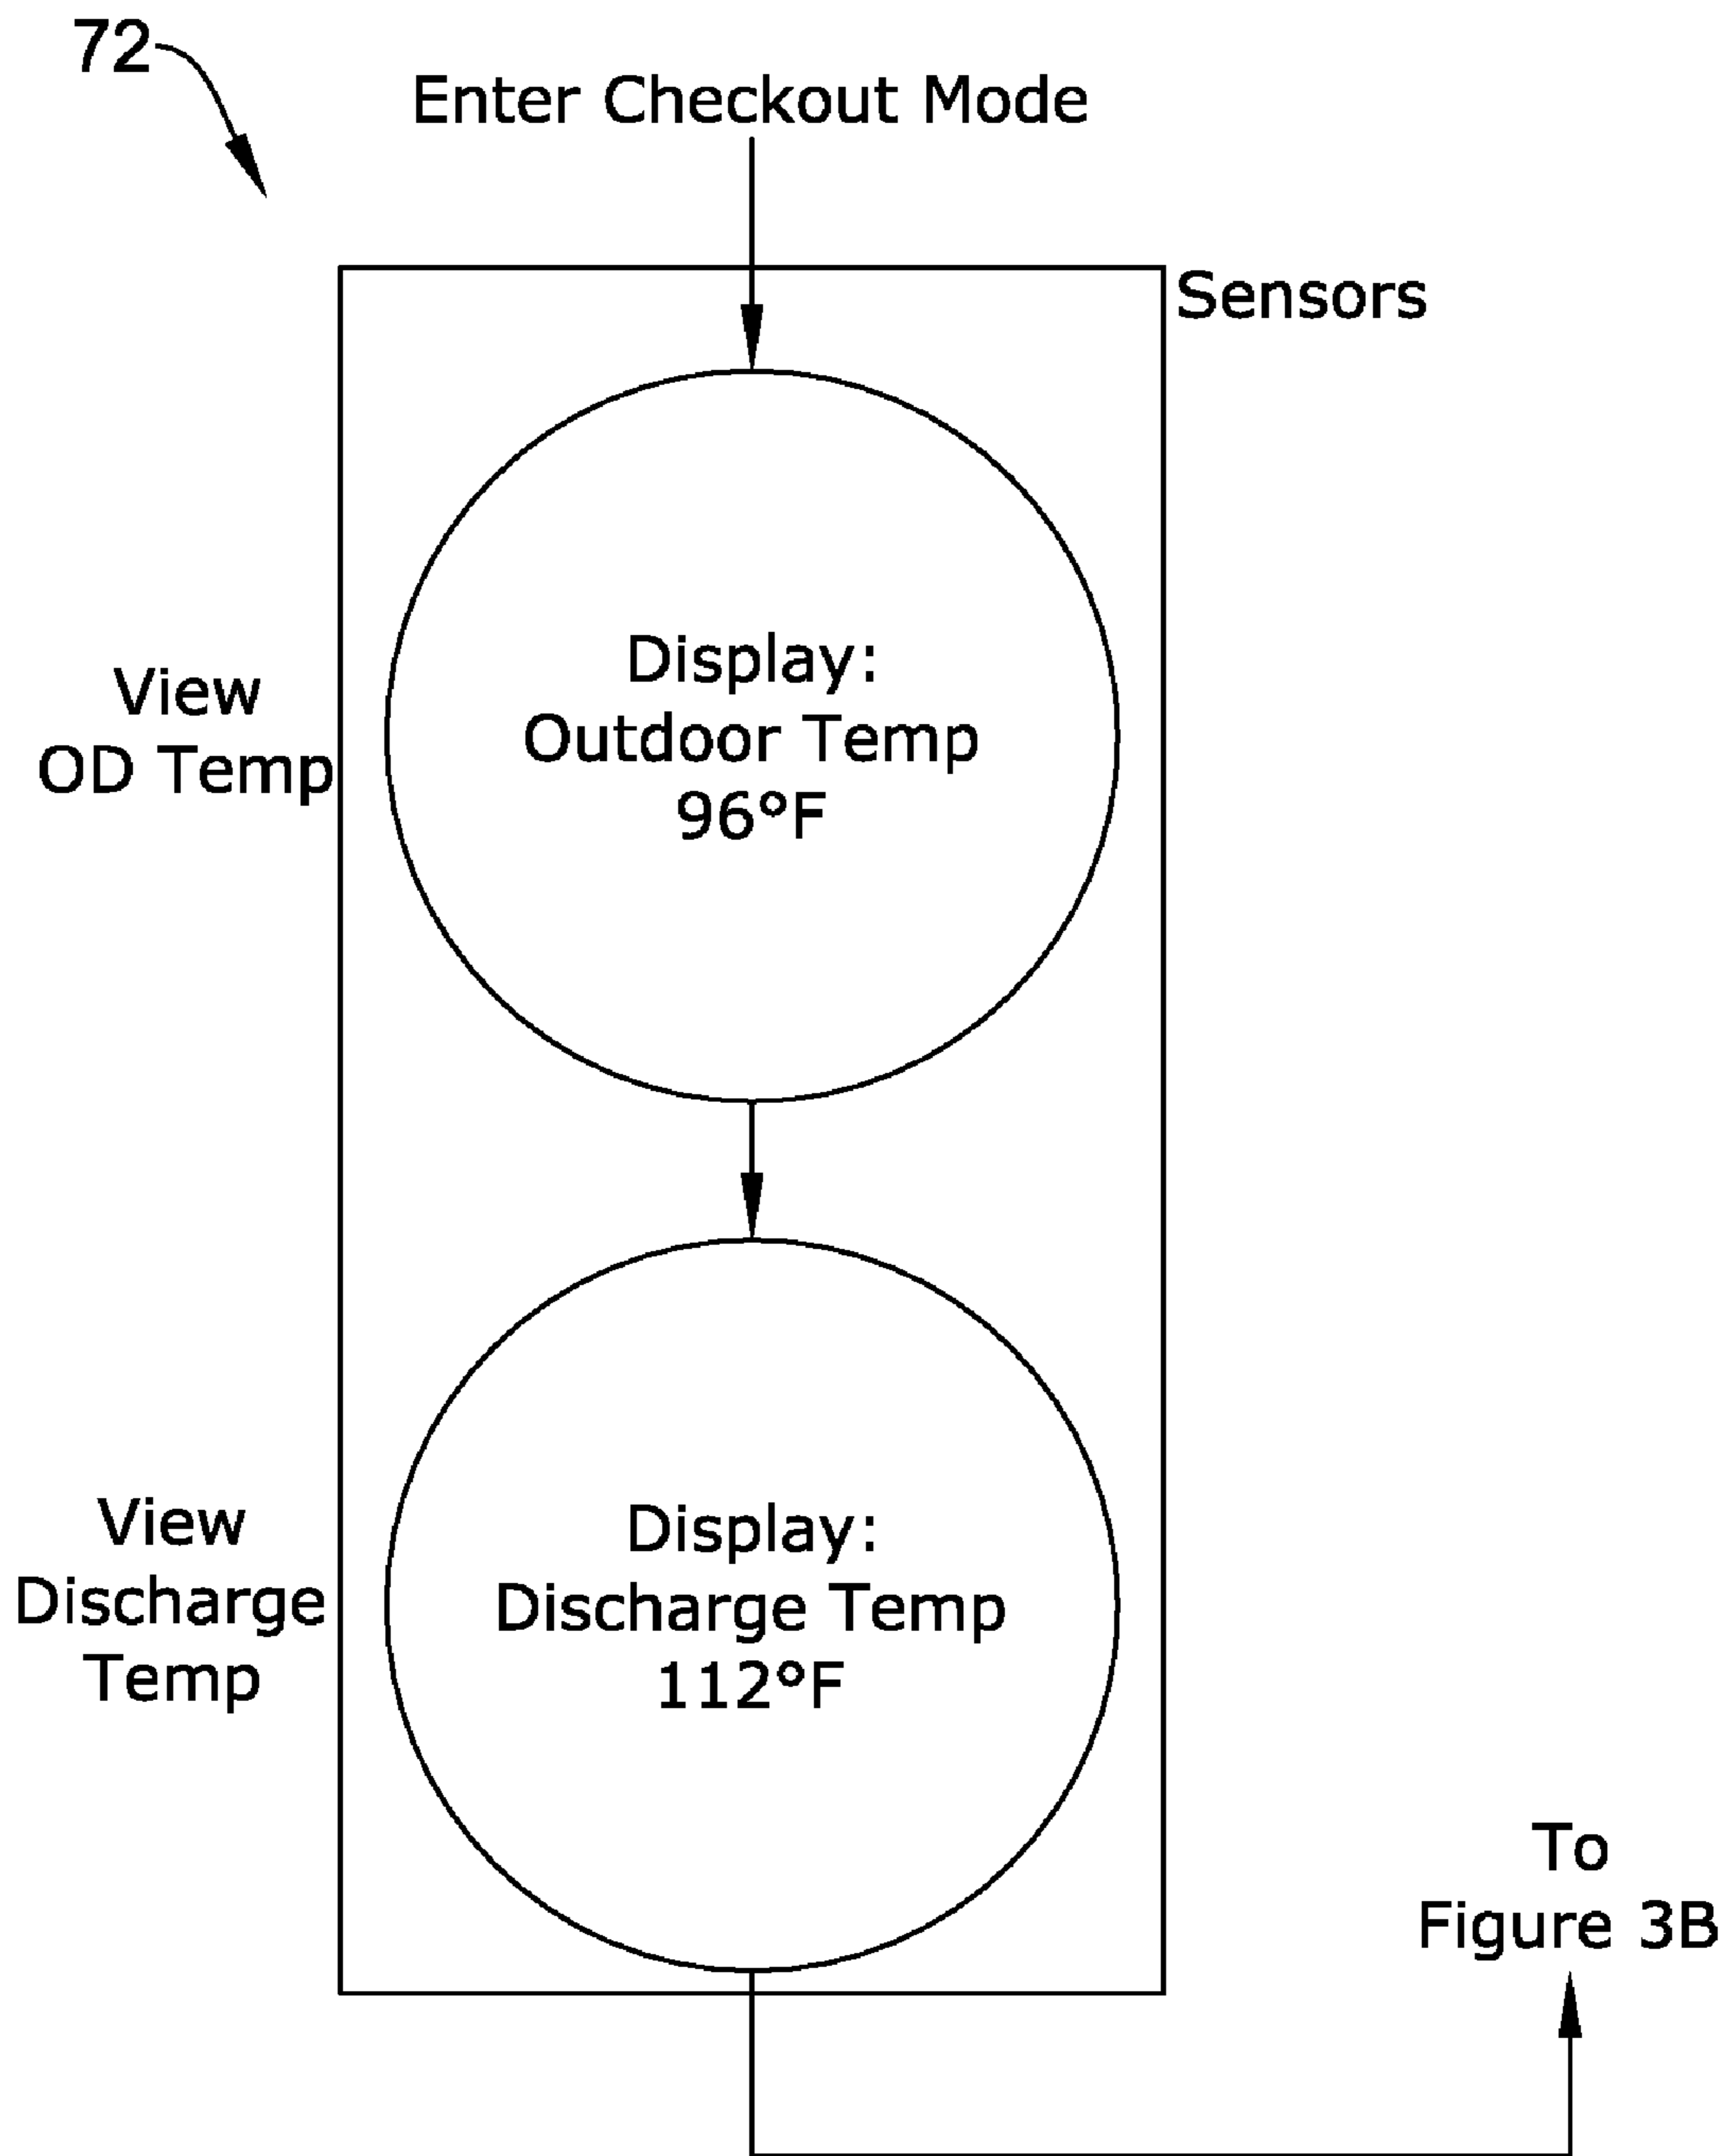 72
Enter Checkout Mode
Sensors
View
OD Temp
Display:
Outdoor Temp
96°F
View
Discharge
Temp
Display:
Discharge Temp
112°F
To
Figure 3B